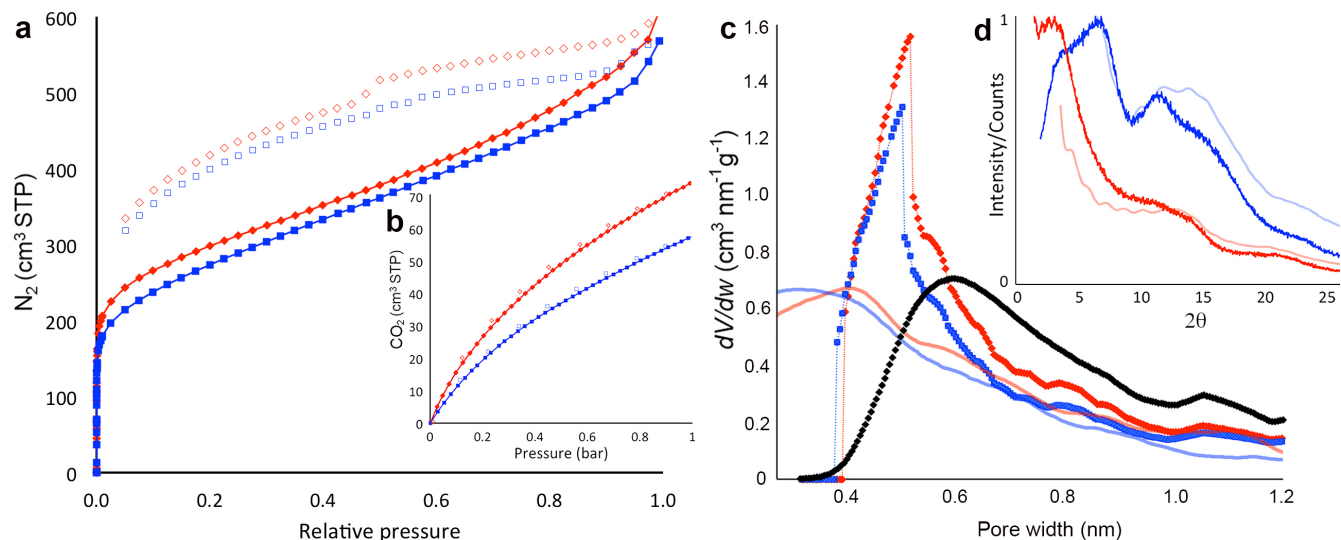 a
600
500
400
300
200
100
0
N₂ (cm³ STP)
0.0 0.2 0.4 0.6 0.8 1.0
Relative pressure
b
70
60
50
40
30
20
10
0
CO₂ (cm³ STP)
0 0.2 0.4 0.6 0.8 1
Pressure (bar)
c
1.6
1.4
1.2
1.0
0.8
0.6
0.4
0.2
0
dV/dw (cm³ nm⁻¹g⁻¹)
0.4 0.6 0.8 1.0 1.2
Pore width (nm)
d
1
0
Intensity/Counts
0 5 10 15 20 25
2θ